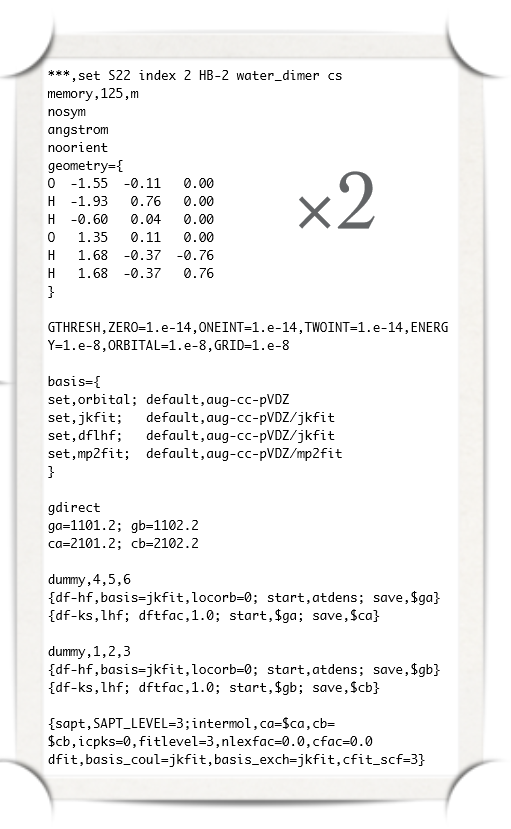 ***,set S22 index 2 HB-2 water_dimer cs
memory,125,m
nosym
angstrom
noorient
geometry={
O  -1.55  -0.11   0.00
H  -1.93   0.76   0.00
H  -0.60   0.04   0.00
O   1.35   0.11   0.00
H   1.68  -0.37  -0.76
H   1.68  -0.37   0.76
}
×2
GTHRESH,ZERO=1.e-14,ONEINT=1.e-14,TWOINT=1.e-14,ENERG
Y=1.e-8,ORBITAL=1.e-8,GRID=1.e-8
basis={
set,orbital; default,aug-cc-pVDZ
set,jkfit;   default,aug-cc-pVDZ/jkfit
set,dflhf;   default,aug-cc-pVDZ/jkfit
set,mp2fit;  default,aug-cc-pVDZ/mp2fit
}
gdirect
ga=1101.2; gb=1102.2
ca=2101.2; cb=2102.2
dummy,4,5,6
{df-hf,basis=jkfit,locorb=0; start,atdens; save,$ga}
{df-ks,lhf; dftfac,1.0; start,$ga; save,$ca}
dummy,1,2,3
{df-hf,basis=jkfit,locorb=0; start,atdens; save,$gb}
{df-ks,lhf; dftfac,1.0; start,$gb; save,$cb}
{sapt,SAPT_LEVEL=3;intermol,ca=$ca,cb=
$cb,icpks=0,fitlevel=3,nlexfac=0.0,cfac=0.0
dfit,basis_coul=jkfit,basis_exch=jkfit,cfit_scf=3}